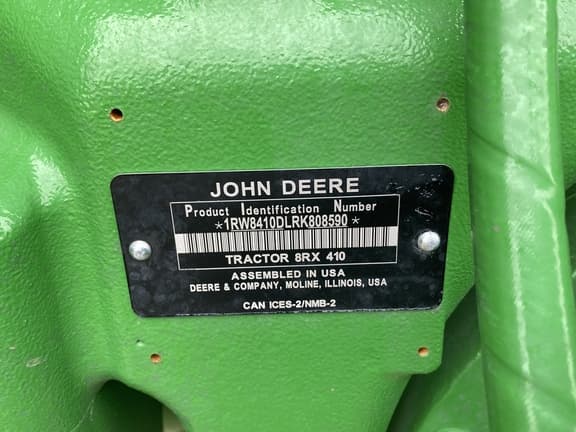 JOHN DEERE
Product Identification Number
*1RW8410DLRK808590*
TRACTOR 8RX 410
ASSEMBLED IN USA
DEERE & COMPANY, MOLINE, ILLINOIS, USA
CAN ICES-2/NMB-2